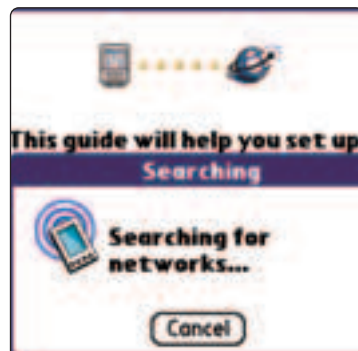 This guide will help you set up
Searching
Searching for
networks...
Cancel